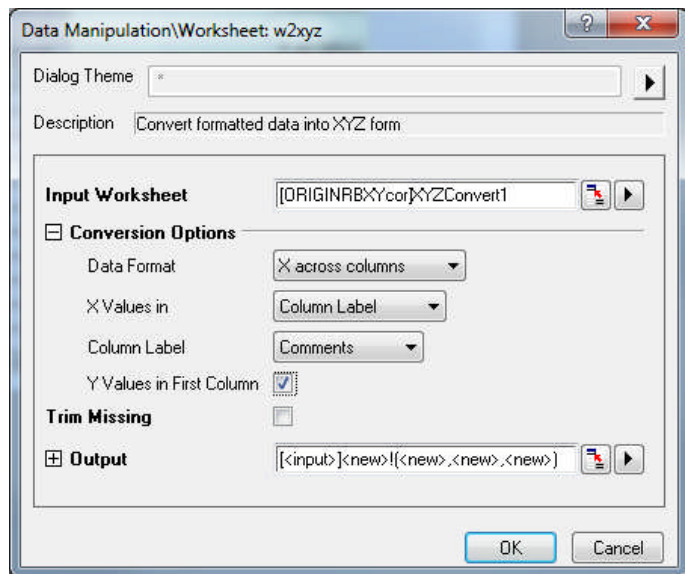 Data Manipulation\Worksheet: w2xyz
Dialog Theme *
Description Convert formatted data into XYZ form
Input Worksheet [ORIGINRBXYcor]XYZConvert1
Conversion Options
Data Format X across columns
X Values in Column Label
Column Label Comments
Y Values in First Column
Trim Missing
Output [<input>]<new>!(<new>,<new>,<new>)
OK Cancel